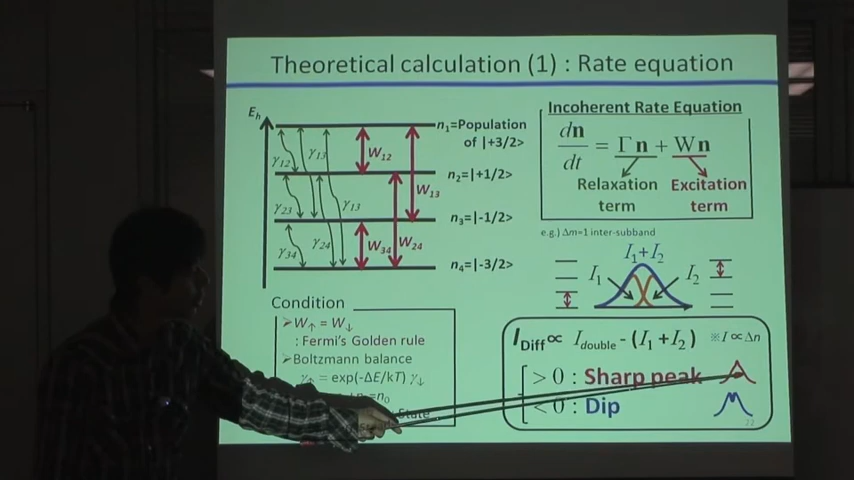 Theoretical calculation (1) : Rate equation
E_h
n₁=Population
of |+3/2>
n₂=|+1/2>
n₃=|-1/2>
n₄=|-3/2>
γ₁₂
γ₁₃
W₁₂
W₁₃
γ₂₃
γ₁₃
γ₃₄
γ₂₄
W₃₄
W₂₄
Incoherent Rate Equation
dn/dt = Γn + Wn
Relaxation
term
Excitation
term
e.g.) Δm=1 inter-subband
I₁+I₂
I₁
I₂
Condition
➢W↑ = W↓
: Fermi's Golden rule
➢Boltzmann balance
γ↑ = exp(-ΔE/kT) γ↓
=n₀
State
I_Diff ∝ I_double - (I₁+I₂) ※I ∝ Δn
> 0 : Sharp peak
< 0 : Dip
22